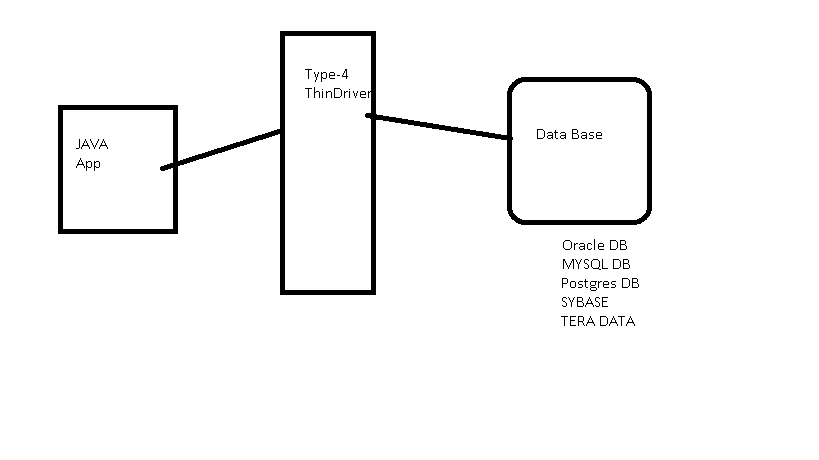 JAVA
App
Type-4
ThinDriver
Data Base
Oracle DB
MYSQL DB
Postgres DB
SYBASE
TERA DATA